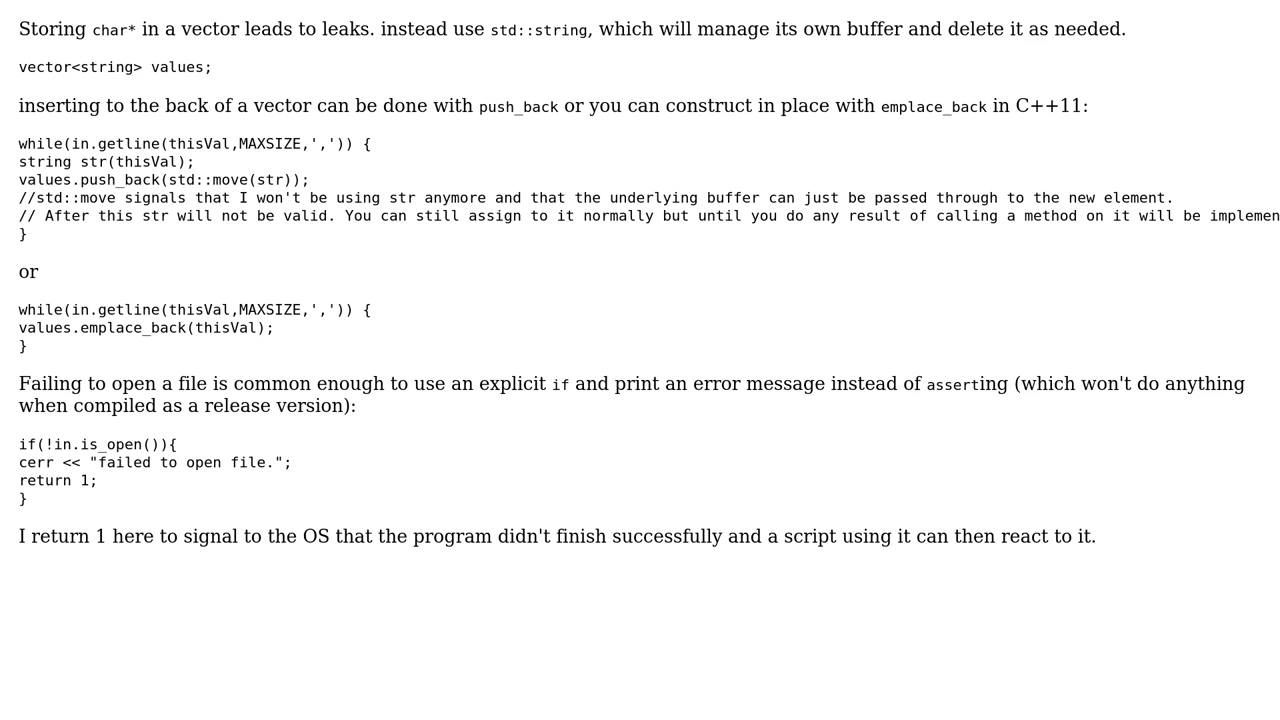 Storing char* in a vector leads to leaks. instead use std::string, which will manage its own buffer and delete it as needed.
vector<string> values;
inserting to the back of a vector can be done with push_back or you can construct in place with emplace_back in C++11:
while(in.getline(thisVal,MAXSIZE,',')) {
string str(thisVal);
values.push_back(std::move(str));
//std::move signals that I won't be using str anymore and that the underlying buffer can just be passed through to the new element.
// After this str will not be valid. You can still assign to it normally but until you do any result of calling a method on it will be implemen
}
or
while(in.getline(thisVal,MAXSIZE,',')) {
values.emplace_back(thisVal);
}
Failing to open a file is common enough to use an explicit if and print an error message instead of asserting (which won't do anything
when compiled as a release version):
if(!in.is_open()){
cerr << "failed to open file.";
return 1;
}
I return 1 here to signal to the OS that the program didn't finish successfully and a script using it can then react to it.